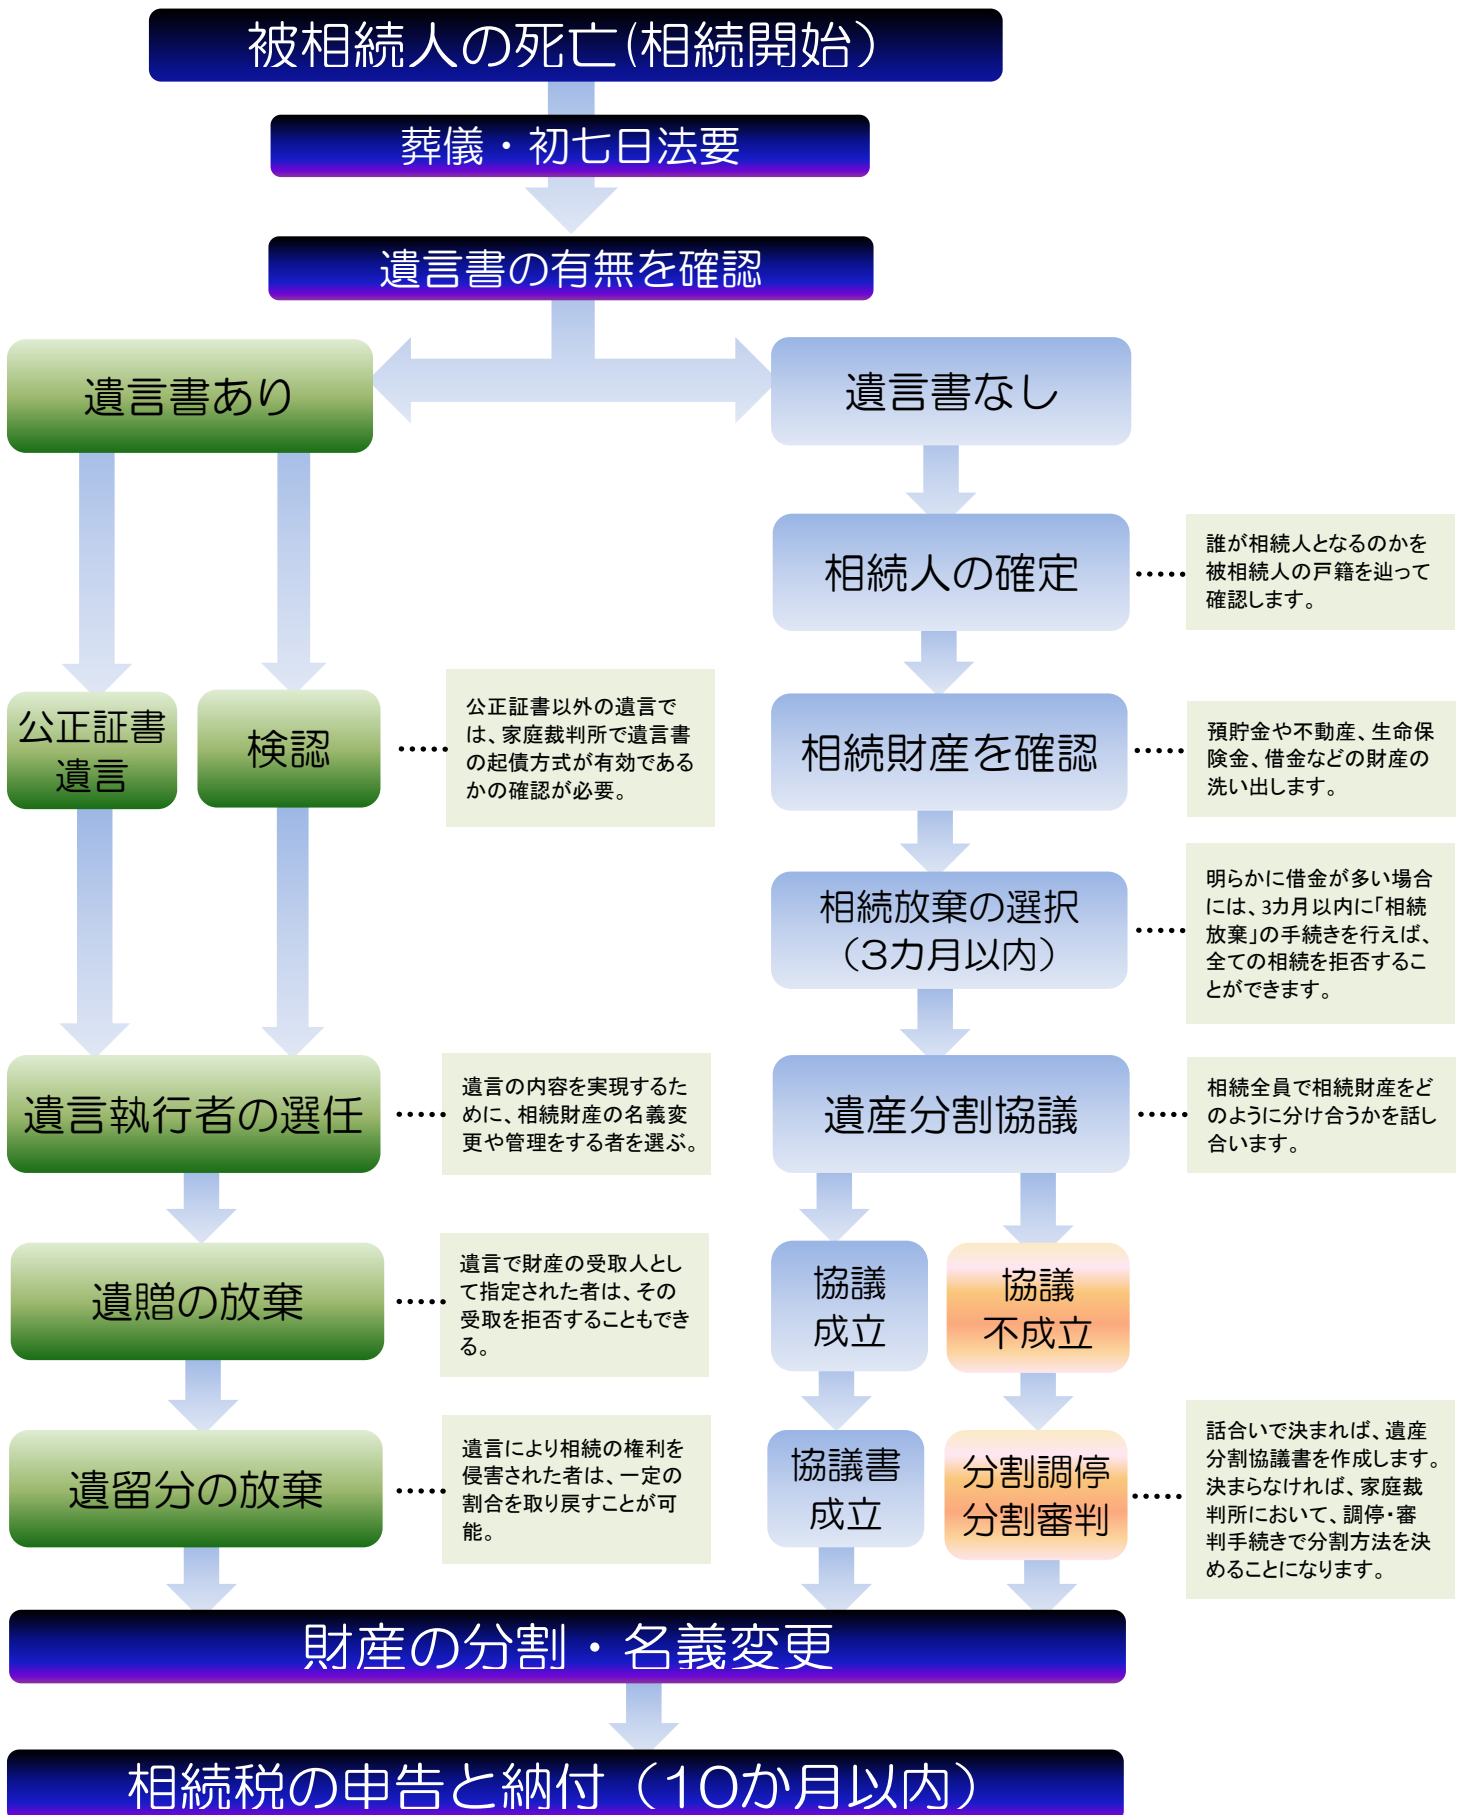 被相続人の死亡(相続開始）
葬儀・初七日法要
遺言書の有無を確認
遺言書あり
遺言書なし
相続人の確定
誰が相続人となるのかを
被相続人の戸籍を辿って
確認します。
公正証書
遺言
検認
公正証書以外の遺言で
は、家庭裁判所で遺言書
の起債方式が有効である
かの確認が必要。
相続財産を確認
預貯金や不動産、生命保
険金、借金などの財産の
洗い出します。
相続放棄の選択
（3カ月以内）
明らかに借金が多い場合
には、3カ月以内に「相続
放棄」の手続きを行えば、
全ての相続を拒否するこ
とができます。
遺言執行者の選任
遺言の内容を実現するた
めに、相続財産の名義変
更や管理をする者を選ぶ。
遺産分割協議
相続全員で相続財産をど
のように分け合うかを話し
合います。
遺贈の放棄
遺言で財産の受取人とし
て指定された者は、その
受取を拒否することもでき
る。
協議
成立
協議
不成立
遺留分の放棄
遺言により相続の権利を
侵害された者は、一定の
割合を取り戻すことが可
能。
協議書
成立
分割調停
分割審判
話合いで決まれば、遺産
分割協議書を作成します。
決まらなければ、家庭裁
判所において、調停・審
判手続きで分割方法を決
めることになります。
財産の分割・名義変更
相続税の申告と納付（10か月以内）